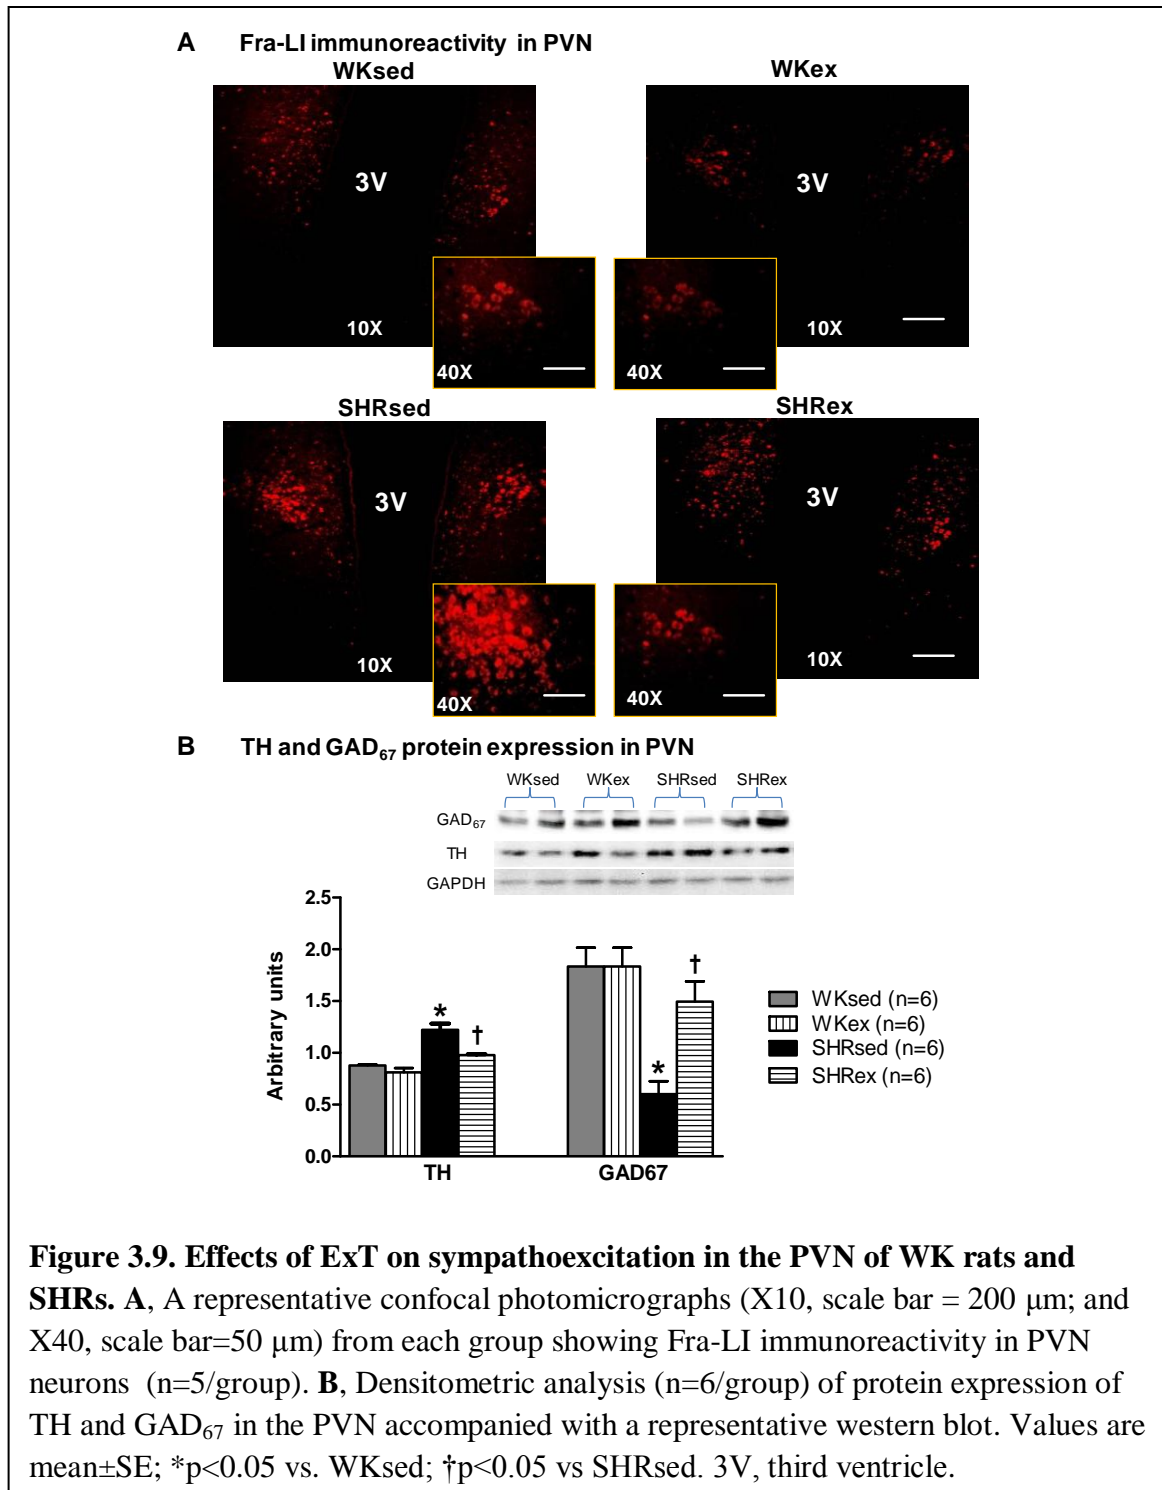 A Fra-LI immunoreactivity in PVN
WKsed
WKex
3V
3V
10X
10X
40X
40X
SHRsed
SHRex
3V
3V
10X
10X
40X
40X
B TH and GAD67 protein expression in PVN
WKsed WKex SHRsed SHRex
GAD67
TH
GAPDH
2.5
2.0
1.5
1.0
0.5
0.0
Arbitrary units
*
†
*
†
TH GAD67
WKsed (n=6)
WKex (n=6)
SHRsed (n=6)
SHRex (n=6)
Figure 3.9. Effects of ExT on sympathoexcitation in the PVN of WK rats and
SHRs. A, A representative confocal photomicrographs (X10, scale bar = 200 μm; and
X40, scale bar=50 μm) from each group showing Fra-LI immunoreactivity in PVN
neurons (n=5/group). B, Densitometric analysis (n=6/group) of protein expression of
TH and GAD67 in the PVN accompanied with a representative western blot. Values are
mean±SE; *p<0.05 vs. WKsed; †p<0.05 vs SHRsed. 3V, third ventricle.